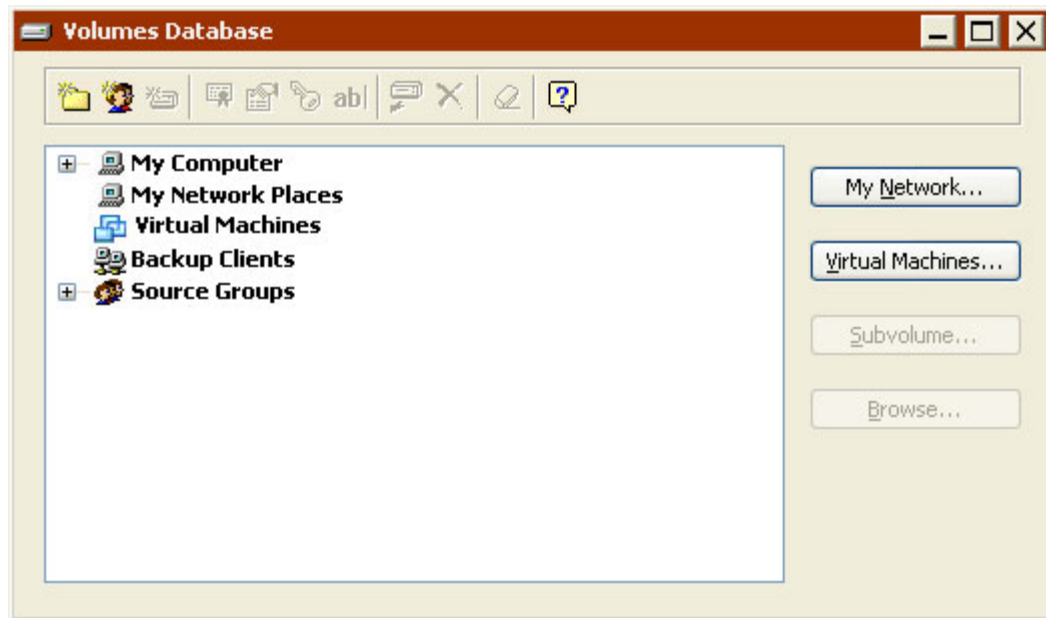 Volumes Database
ab|
My Computer
My Network Places
Virtual Machines
Backup Clients
Source Groups
My Network...
Virtual Machines...
Subvolume...
Browse...